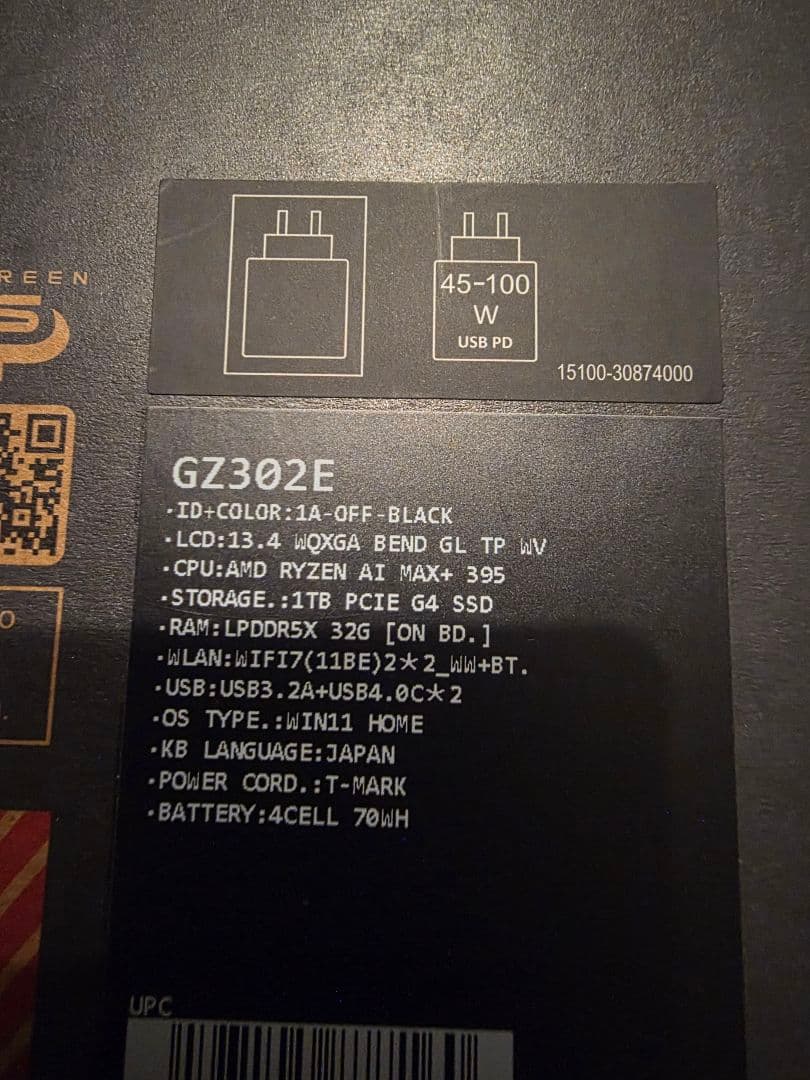 45-100
W
USB PD
15100-30874000
REEN
GZ302E
·ID+COLOR:1A-OFF-BLACK
·LCD:13.4 WQXGA BEND GL TP WV
·CPU:AMD RYZEN AI MAX+ 395
·STORAGE.:1TB PCIE G4 SSD
·RAM:LPDDR5X 32G [ON BD.]
·WLAN:WIFI7(11BE)2*2_WW+BT.
·USB:USB3.2A+USB4.0C*2
·OS TYPE.:WIN11 HOME
·KB LANGUAGE:JAPAN
·POWER CORD.:T-MARK
·BATTERY:4CELL 70WH
UPC